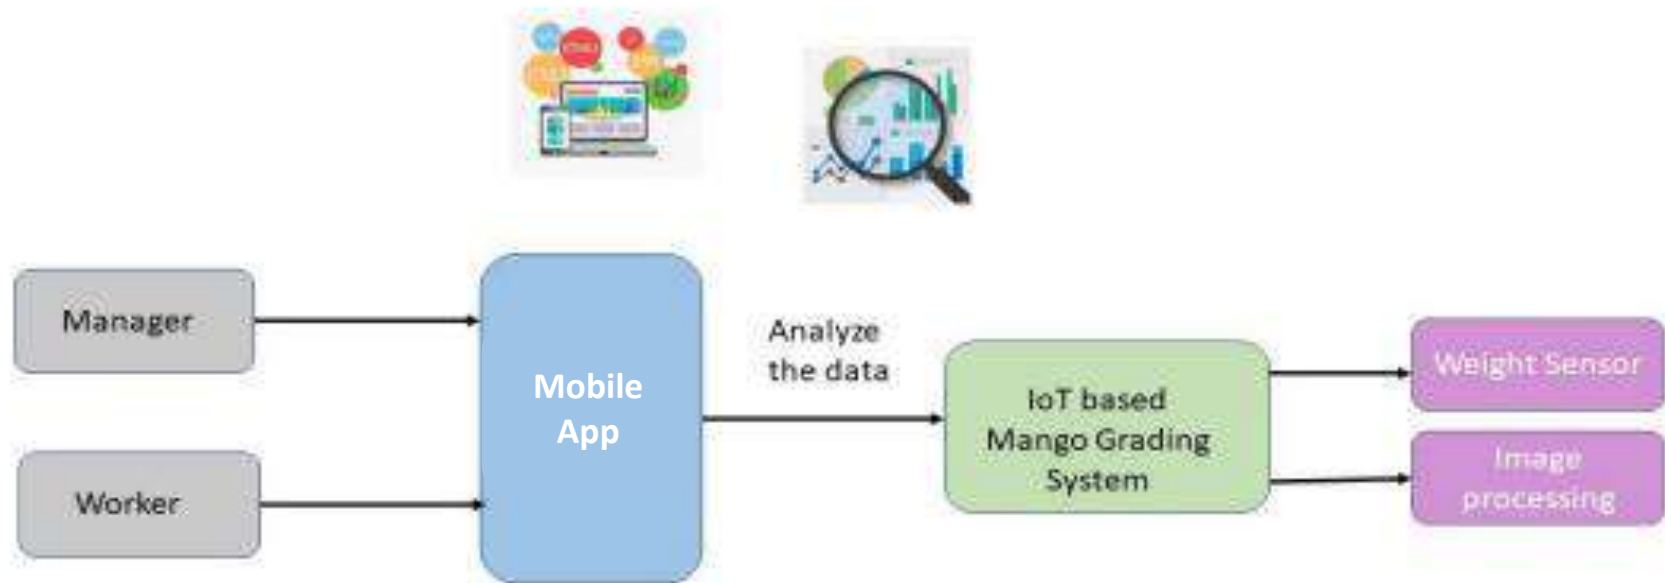 Manager
Worker
Mobile
App
Analyze
the data
IoT based
Mango Grading
System
Weight Sensor
Image
processing